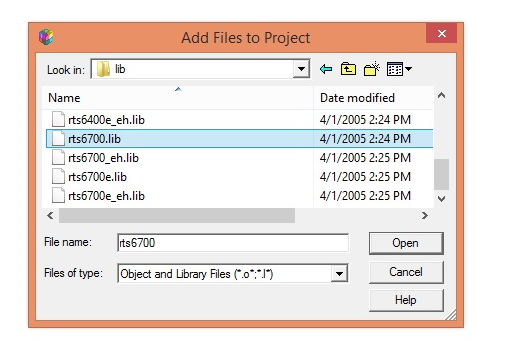 Add Files to Project
Look in: lib
Name Date modified
rts6400e_eh.lib 4/1/2005 2:24 PM
rts6700.lib 4/1/2005 2:24 PM
rts6700_eh.lib 4/1/2005 2:25 PM
rts6700e.lib 4/1/2005 2:25 PM
rts6700e_eh.lib 4/1/2005 2:25 PM
File name: rts6700 Open
Files of type: Object and Library Files (*.o*;*.l*) Cancel
Help